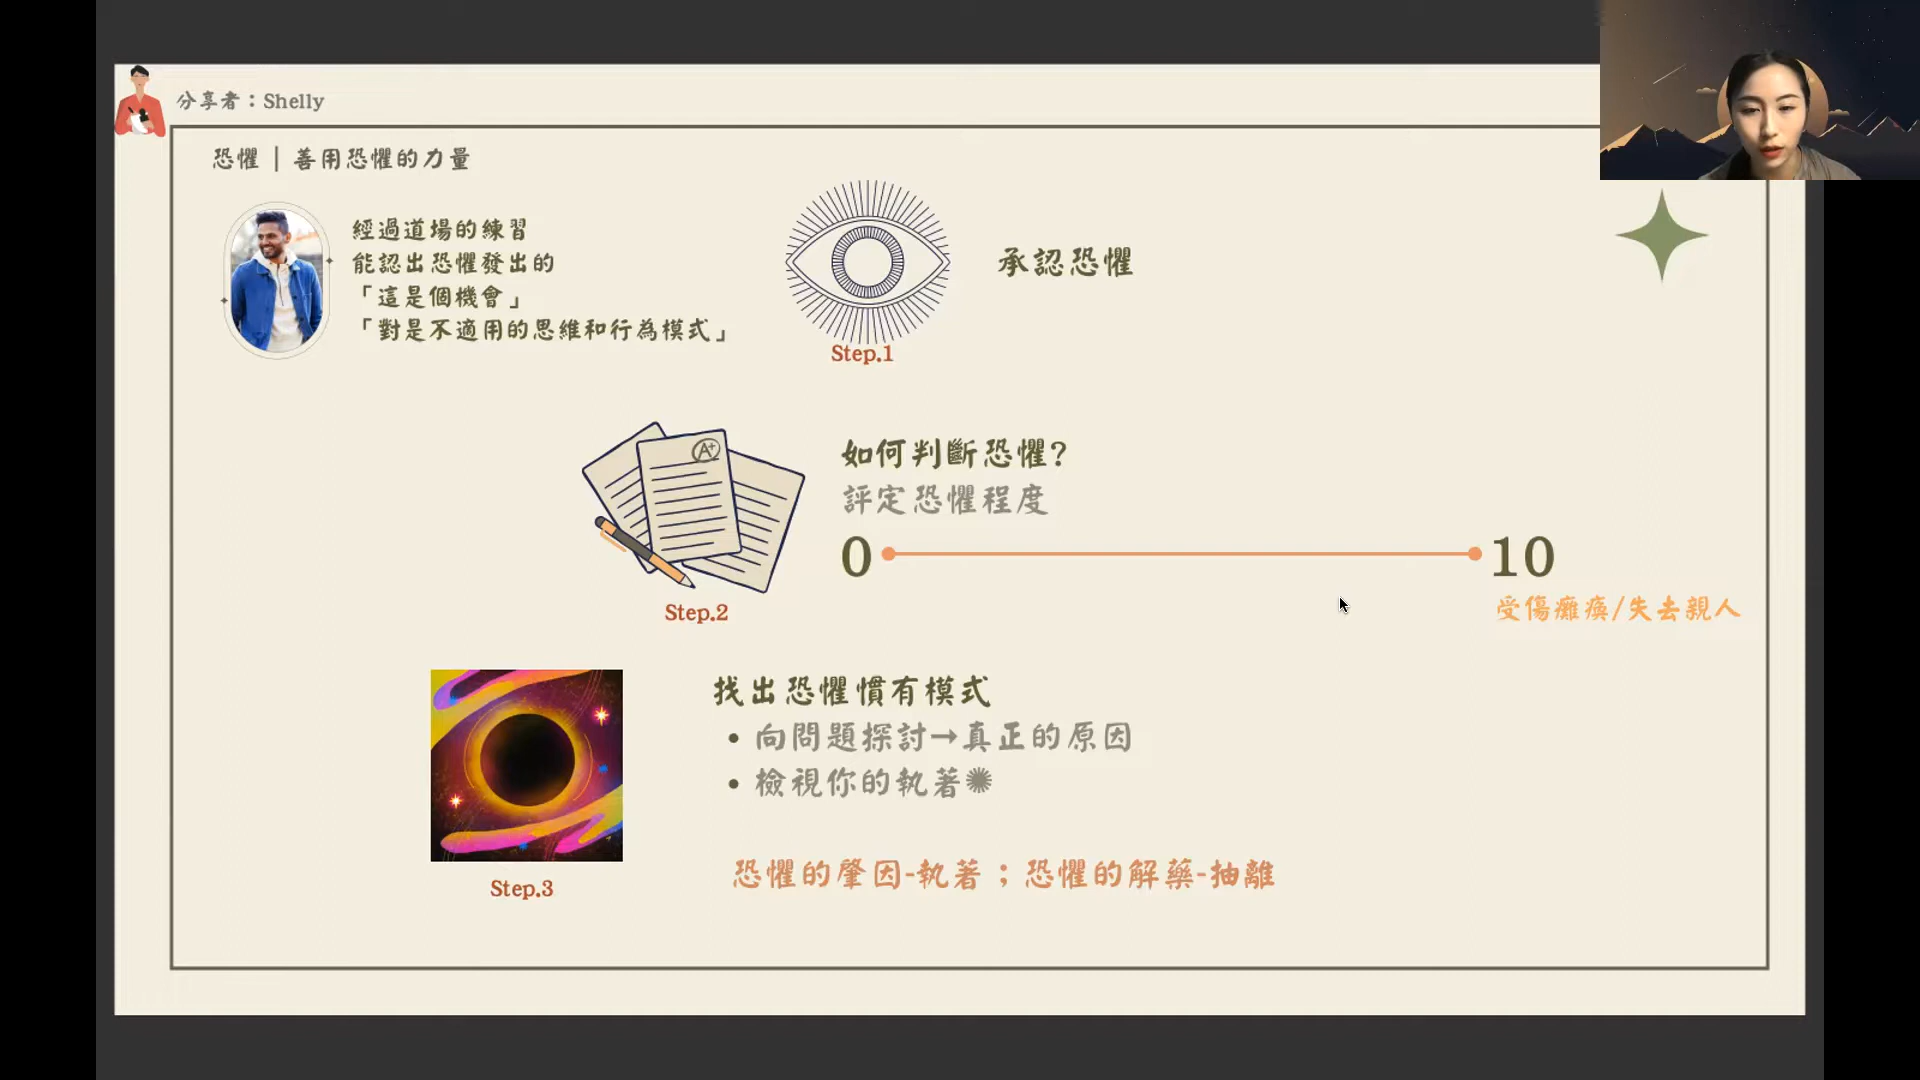 分享者：Shelly
恐懼｜善用恐懼的力量
經過道場的練習
能認出恐懼發出的
「這是個機會」
「對是不適用的思維和行為模式」
承認恐懼
Step.1
A+
如何判斷恐懼?
評定恐懼程度
0
10
受傷癱瘓/失去親人
Step.2
找出恐懼慣有模式
• 向問題探討→真正的原因
• 檢視你的執著✺
恐懼的肇因-執著；恐懼的解藥-抽離
Step.3